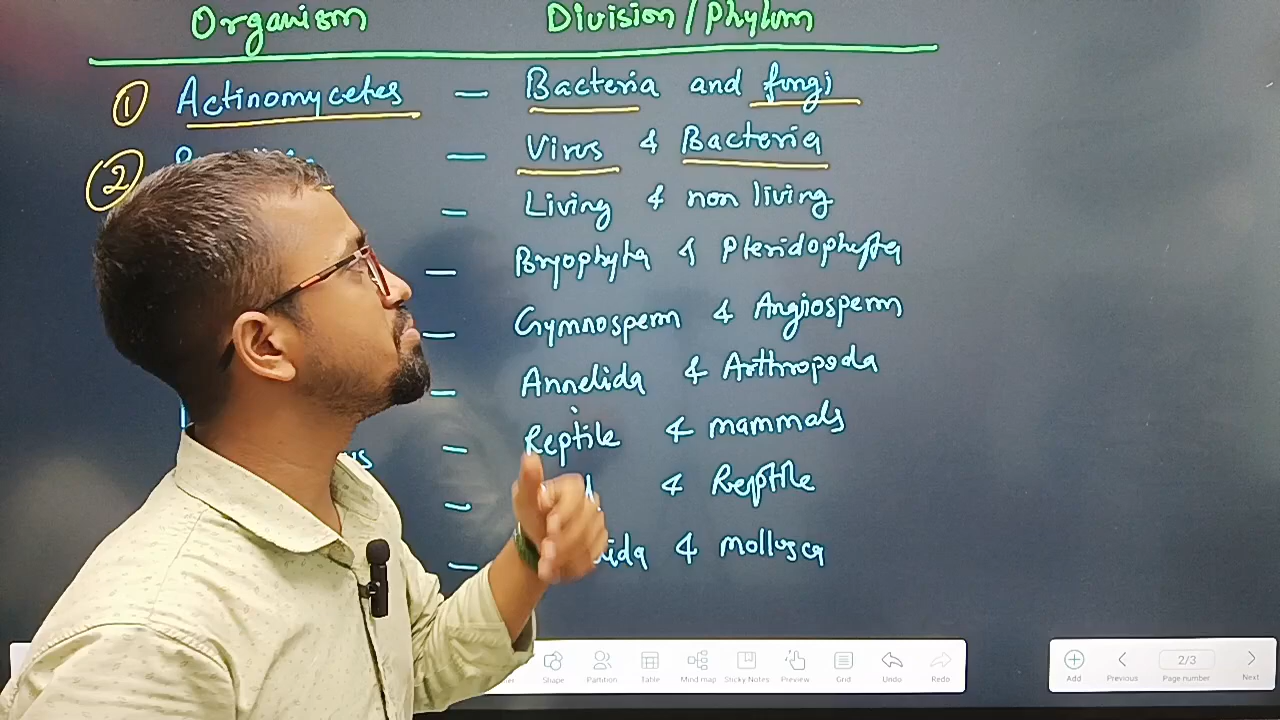 Organism Division/Phylum
① Actinomycetes — Bacteria and fungi
② — Virus & Bacteria
— Living & non living
— Bryophyta & Pteridophyta
— Gymnosperm & Angiosperm
— Annelida & Arthropoda
— Reptile & mammals
— & Reptile
— & mollusca
Shape Partition Table Mind map Sticky Notes Preview Grid Undo Redo
2/3
Add Previous Page number Next